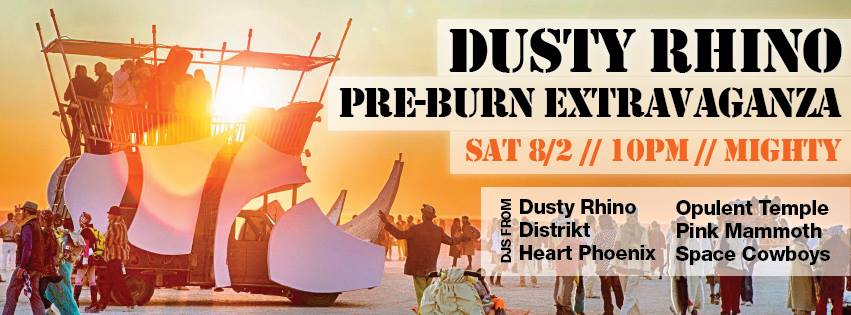 DUSTY RHINO
PRE-BURN EXTRAVAGANZA
SAT 8/2 // 10PM // MIGHTY
DJS FROM
Dusty Rhino
Distrikt
Heart Phoenix
Opulent Temple
Pink Mammoth
Space Cowboys